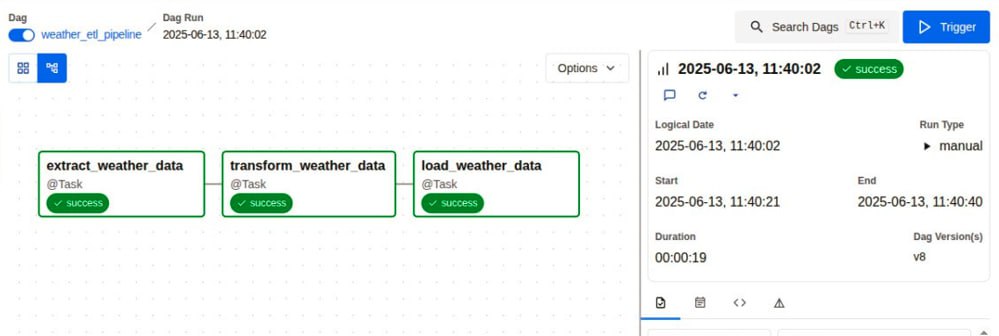 Dag
weather_etl_pipeline
/
Dag Run
2025-06-13, 11:40:02
Search Dags Ctrl+K
Trigger
Options
extract_weather_data
@Task
success
transform_weather_data
@Task
success
load_weather_data
@Task
success
2025-06-13, 11:40:02 success
Logical Date
2025-06-13, 11:40:02
Run Type
manual
Start
2025-06-13, 11:40:21
End
2025-06-13, 11:40:40
Duration
00:00:19
Dag Version(s)
v8